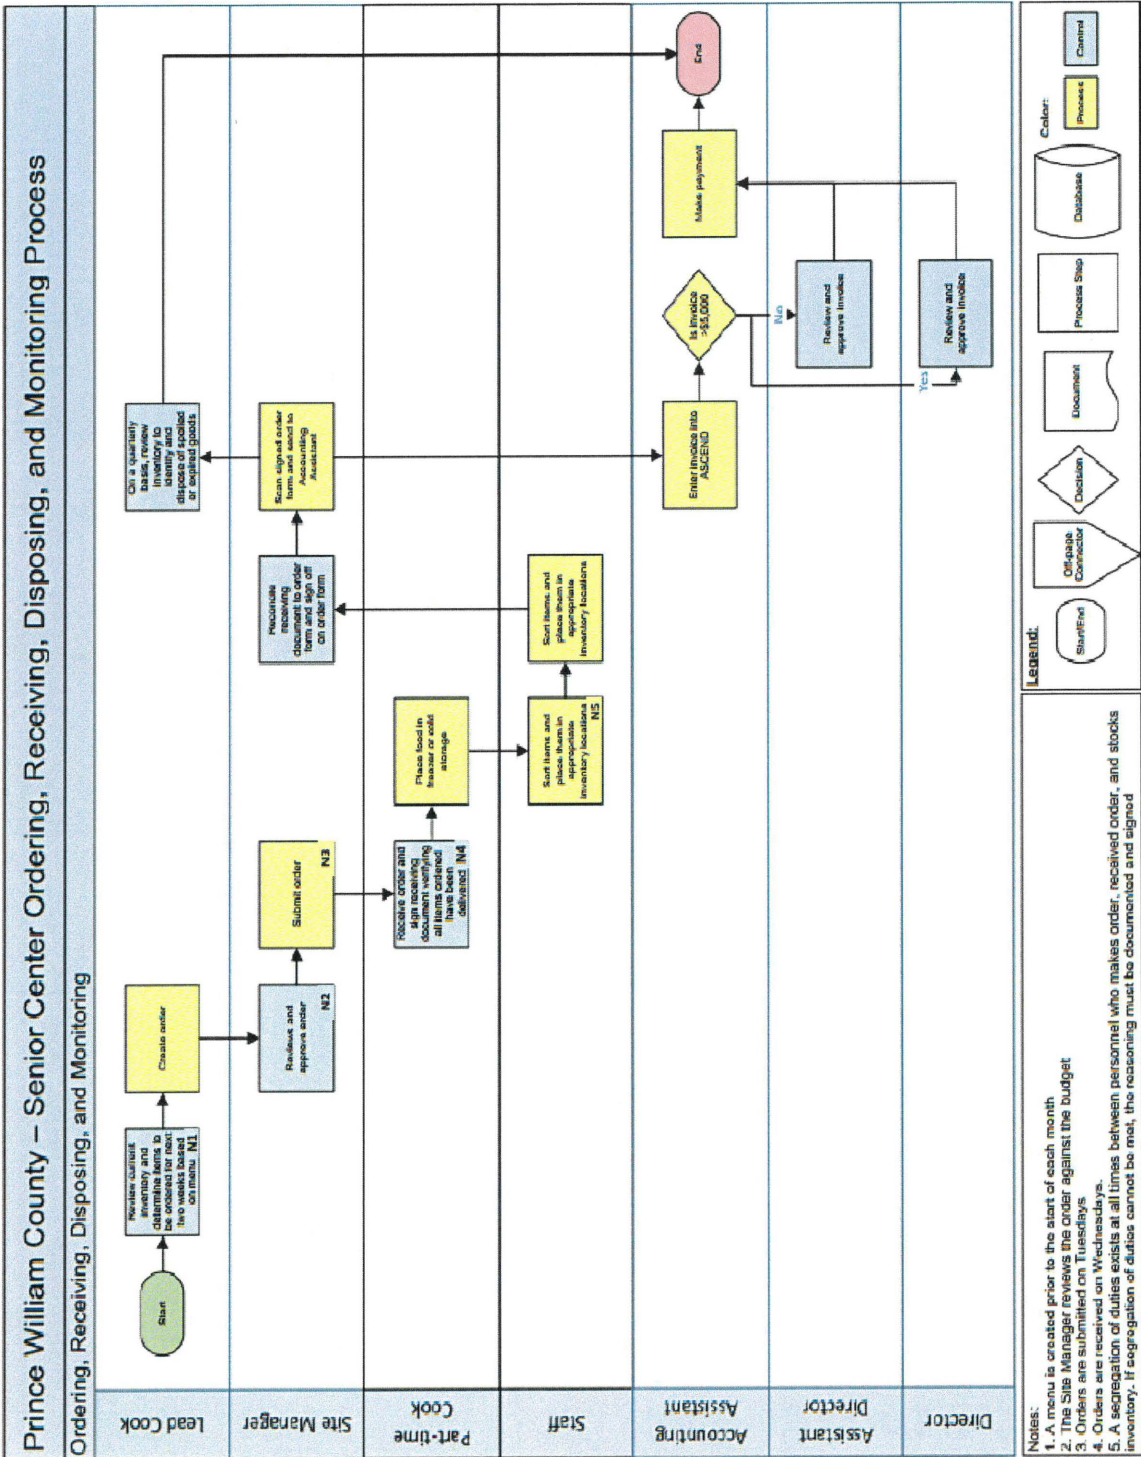 Prince William County – Senior Center Ordering, Receiving, Disposing, and Monitoring Process
Ordering, Receiving, Disposing, and Monitoring
Lead Cook
Start
Review current
inventory and
determine items to
be ordered for next
two weeks based
on menu N1
Create order
On a quarterly
basis, review
inventory to
identify and
dispose of spoiled
or expired goods
Site Manager
Reviews and
approve order
N2
Submit order
N3
Reconcile
receiving
document to order
form and sign off
on order form
Scan signed order
form and send to
Accounting
Assistant
Part-time
Cook
Receive order and
sign receiving
document verifying
all items ordered
have been
delivered N4
Place food in
freezer or cold
storage
Staff
Sort items and
place them in
appropriate
inventory locations
N5
Sort items and
place them in
appropriate
inventory locations
Accounting
Assistant
Enter invoice into
ASCEND
Is invoice
>$5,000
Make payment
End
Assistant
Director
No
Review and
approve invoice
Director
Yes
Review and
approve invoice
Notes:
1. A menu is created prior to the start of each month
2. The Site Manager reviews the order against the budget
3. Orders are submitted on Tuesdays
4. Orders are received on Wednesdays.
5. A segregation of duties exists at all times between personnel who makes order, received order, and stocks
inventory. If segregation of duties cannot be met, the reasoning must be documented and signed
Legend:
Start/End
Off-page
Connector
Decision
Document
Process Step
Database
Color:
Process
Control